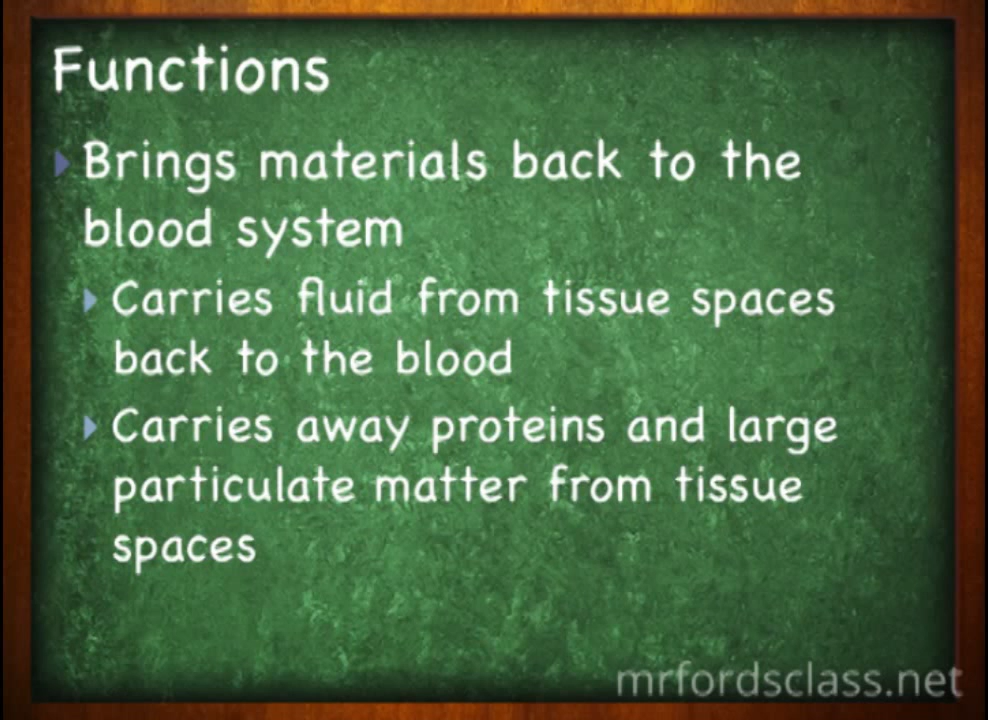 Functions
Brings materials back to the
blood system
Carries fluid from tissue spaces
back to the blood
Carries away proteins and large
particulate matter from tissue
spaces
mrfordsclass.net